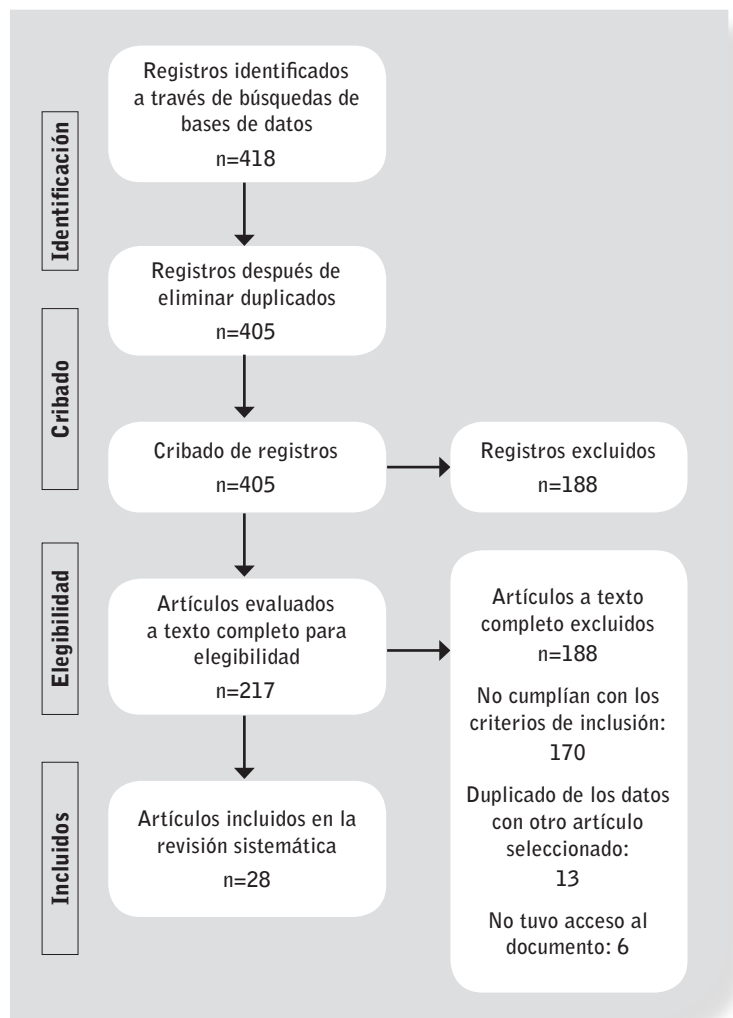 Identificación
Registros identificados
a través de búsquedas de
bases de datos
n=418
Registros después de
eliminar duplicados
n=405
Cribado
Cribado de registros
n=405
Registros excluidos
n=188
Elegibilidad
Artículos evaluados
a texto completo para
elegibilidad
n=217
Artículos a texto
completo excluidos
n=188
No cumplían con los
criterios de inclusión:
170
Duplicado de los datos
con otro artículo
seleccionado:
13
No tuvo acceso al
documento: 6
Incluidos
Artículos incluidos en la
revisión sistemática
n=28